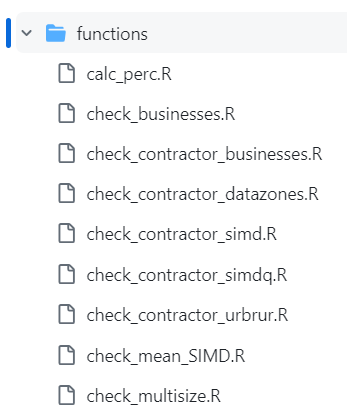 functions
calc_perc.R
check_businesses.R
check_contractor_businesses.R
check_contractor_datazones.R
check_contractor_simd.R
check_contractor_simdq.R
check_contractor_urbrur.R
check_mean_SIMD.R
check_multisize.R